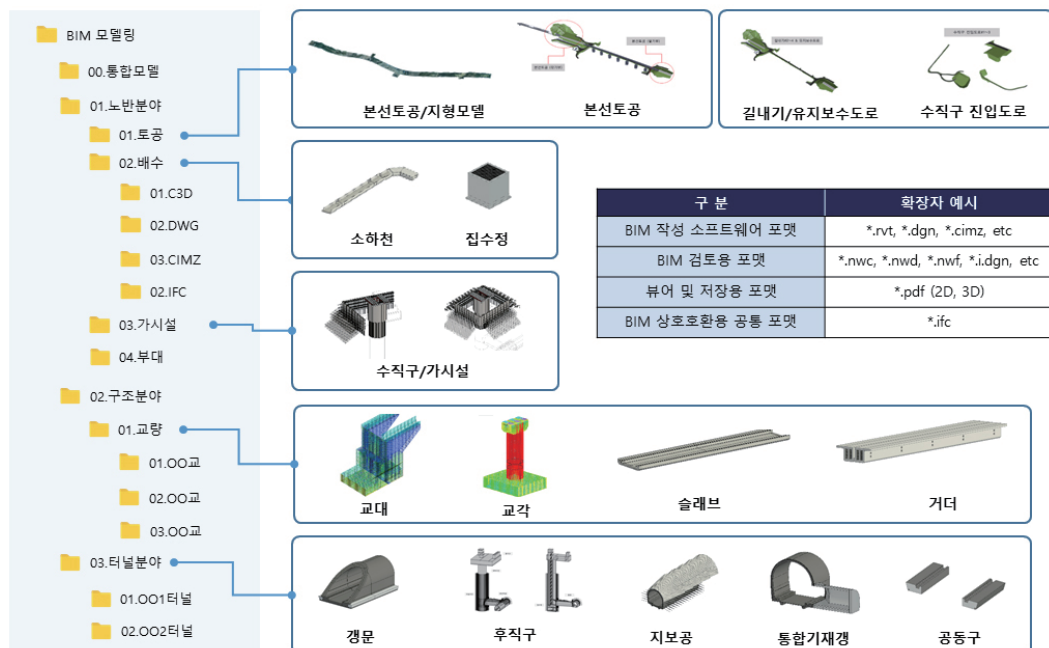 BIM 모델링
00.통합모델
01.노반분야
01.토공
02.배수
01.C3D
02.DWG
03.CIMZ
02.IFC
03.가시설
04.부대
02.구조분야
01.교량
01.OO교
02.OO교
03.OO교
03.터널분야
01.OO1터널
02.OO2터널
본선토공/지형모델
본선토공
길내기/유지보수도로
수직구 진입도로
소하천
집수정
구 분
확장자 예시
BIM 작성 소프트웨어 포맷
*.rvt, *.dgn, *.cimz, etc
BIM 검토용 포맷
*.nwc, *.nwd, *.nwf, *.i.dgn, etc
뷰어 및 저장용 포맷
*.pdf (2D, 3D)
BIM 상호호환용 공통 포맷
*.ifc
수직구/가시설
교대
교각
슬래브
거더
갱문
후직구
지보공
통합기재갱
공동구